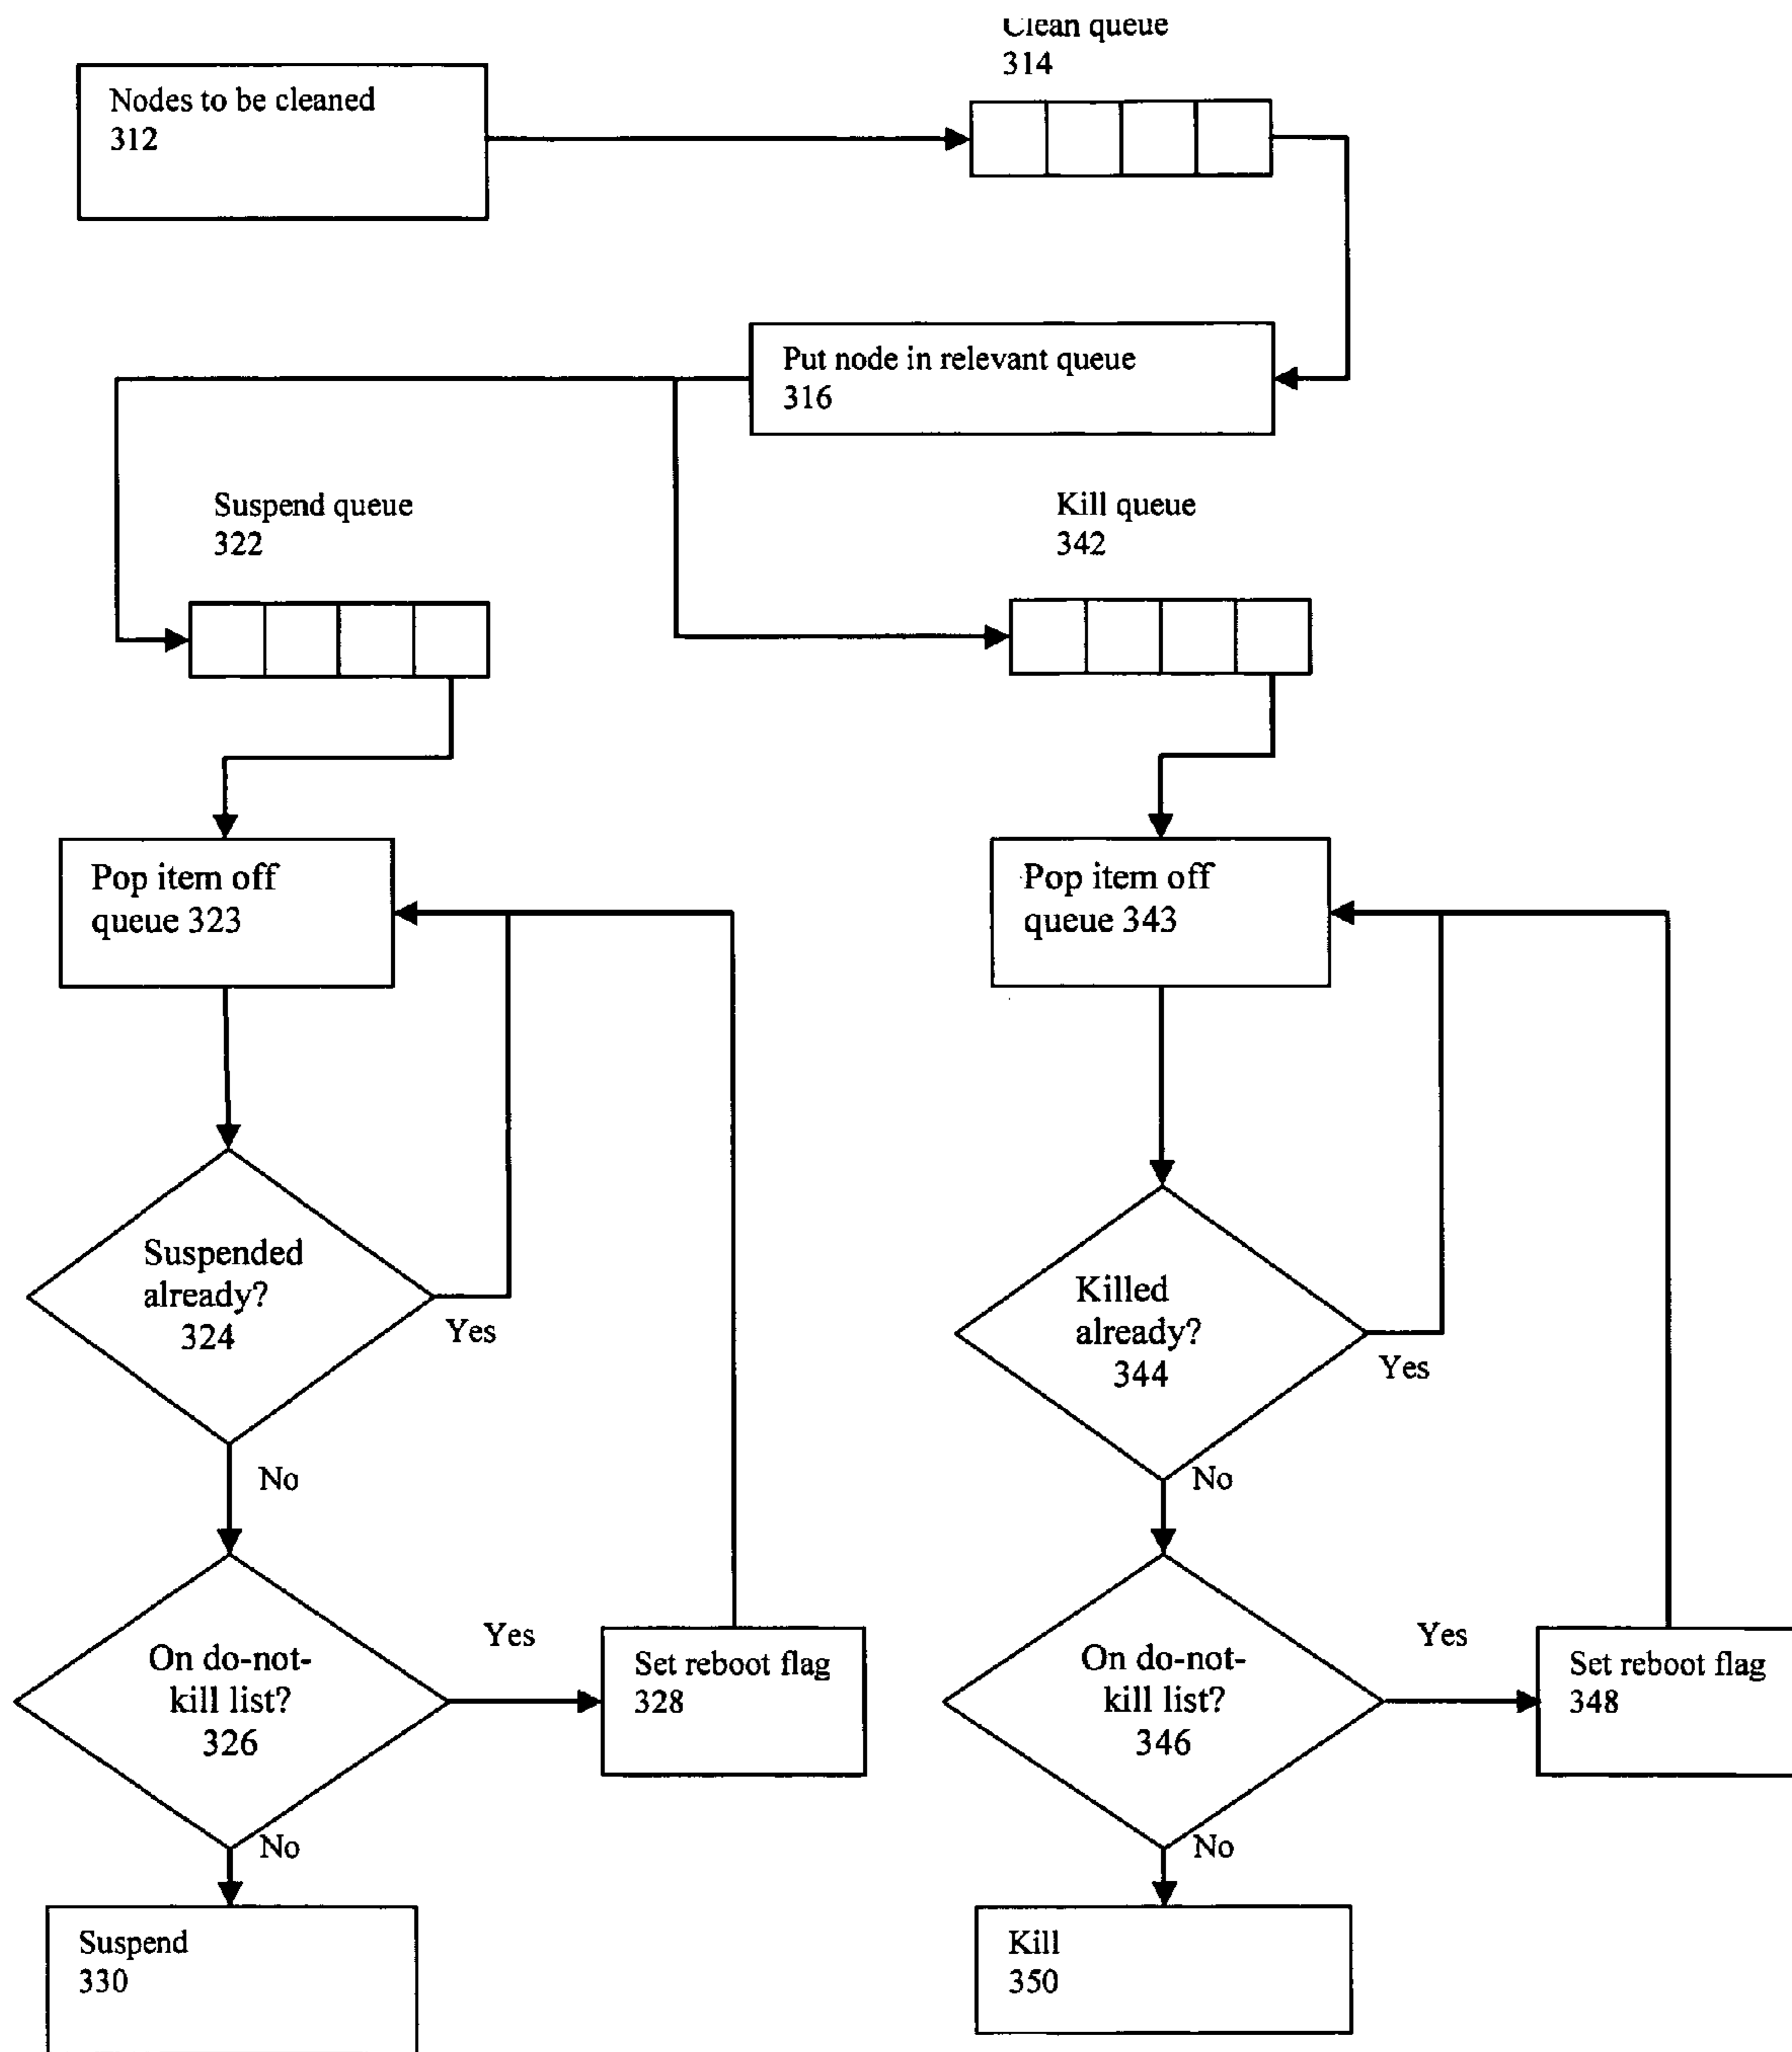 Clean queue
314
Nodes to be cleaned
312
Put node in relevant queue
316
Suspend queue
322
Kill queue
342
Pop item off
queue 323
Pop item off
queue 343
Suspended
already?
324
Yes
Killed
already?
344
Yes
No
No
On do-not-
kill list?
326
Yes
Set reboot flag
328
On do-not-
kill list?
346
Yes
Set reboot flag
348
No
No
Suspend
330
Kill
350